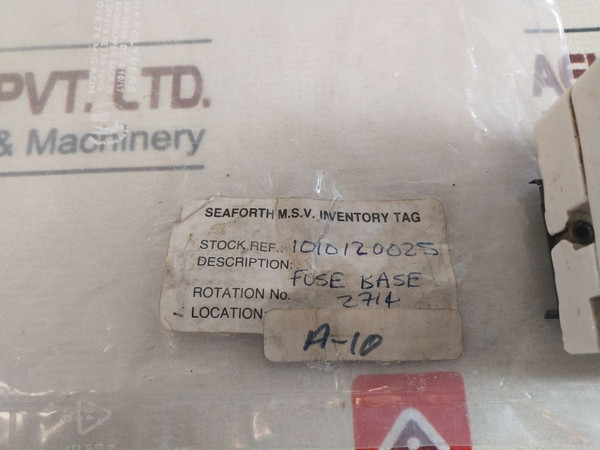 PVT. LTD.
& Machinery
SEAFORTH M.S.V. INVENTORY TAG
STOCK REF.: 1010120025
DESCRIPTION:
FUSE BASE
ROTATION No. 2714
LOCATION:
A-10